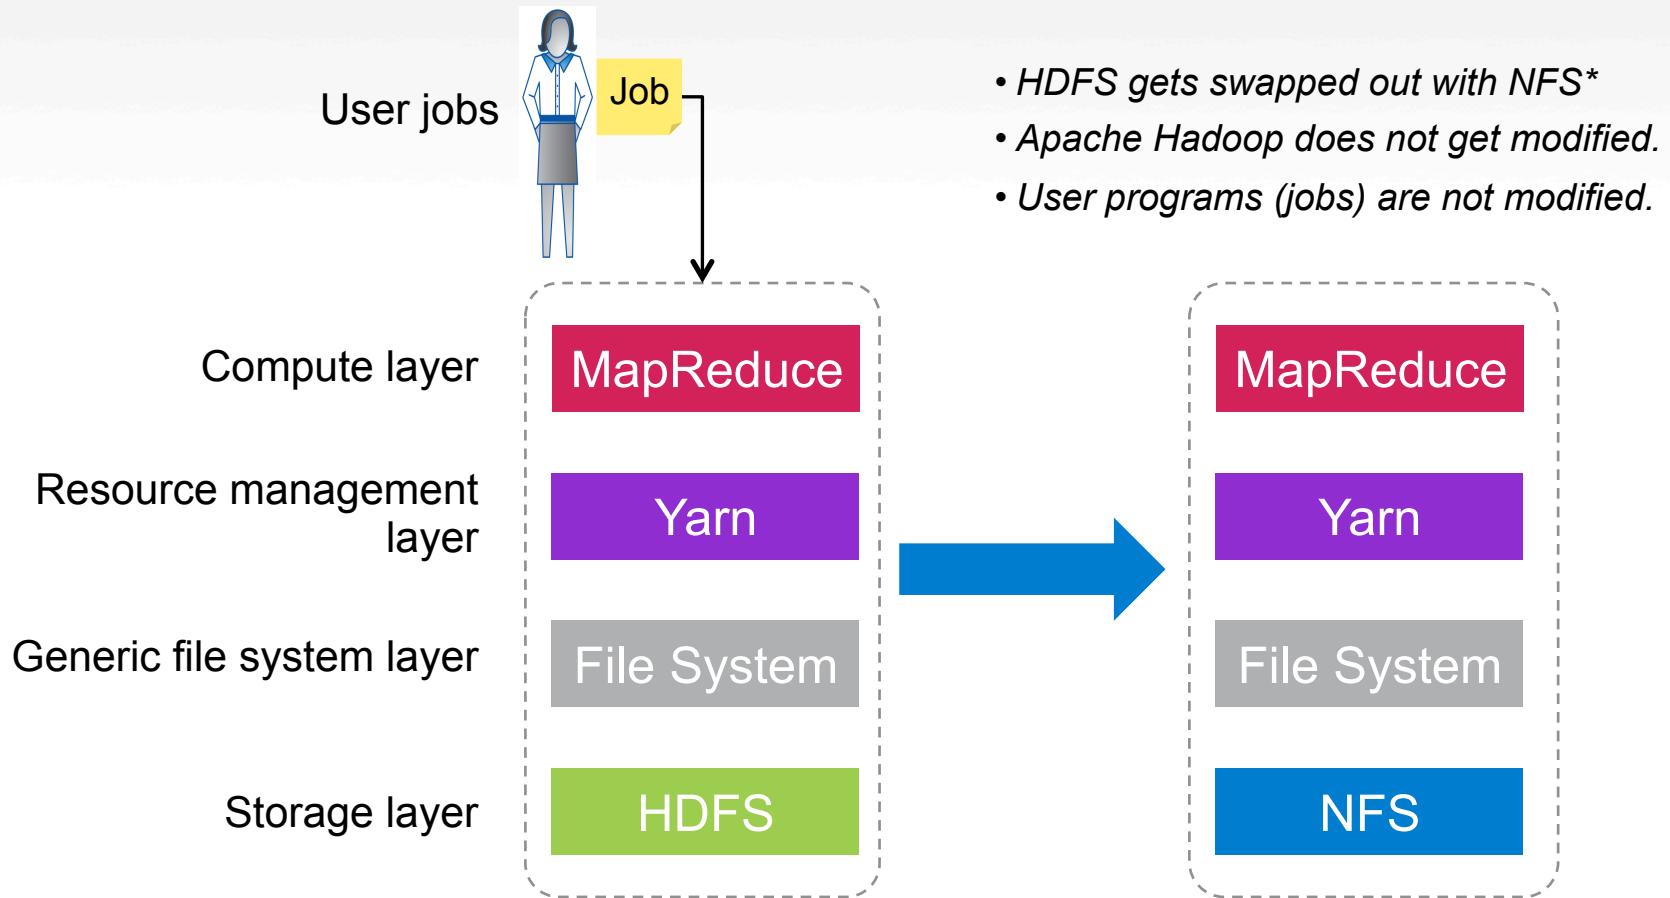 User jobs
Job
• HDFS gets swapped out with NFS*
• Apache Hadoop does not get modified.
• User programs (jobs) are not modified.
Compute layer
MapReduce
MapReduce
Resource management
layer
Yarn
Yarn
Generic file system layer
File System
File System
Storage layer
HDFS
NFS